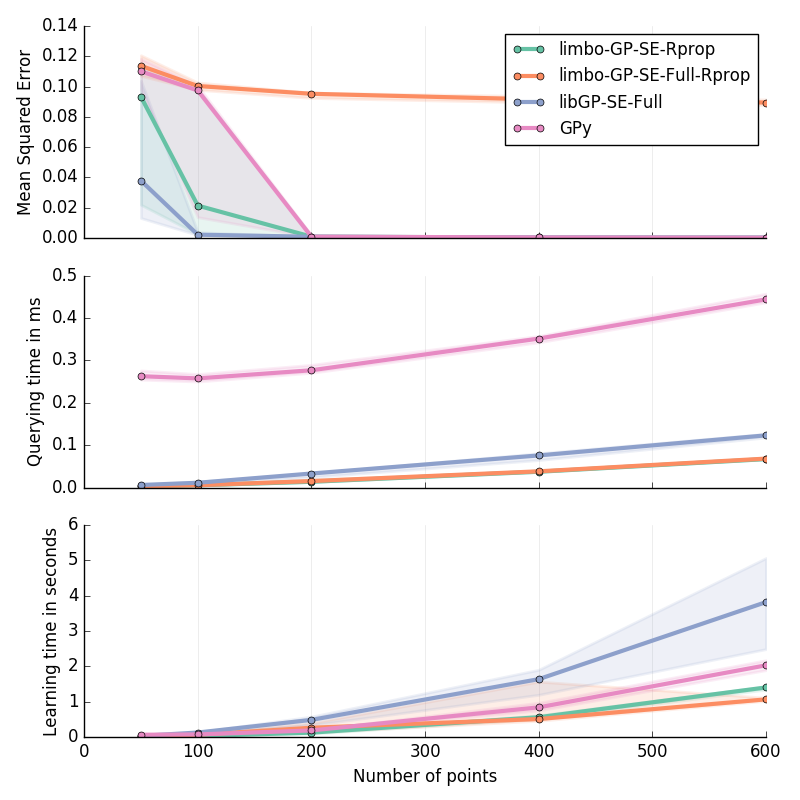 0.14
0.12
0.10
0.08
0.06
0.04
0.02
0.00
Mean Squared Error
limbo-GP-SE-Rprop
limbo-GP-SE-Full-Rprop
libGP-SE-Full
GPy
0.5
0.4
0.3
0.2
0.1
0.0
Querying time in ms
6
5
4
3
2
1
0
Learning time in seconds
0 100 200 300 400 500 600
Number of points